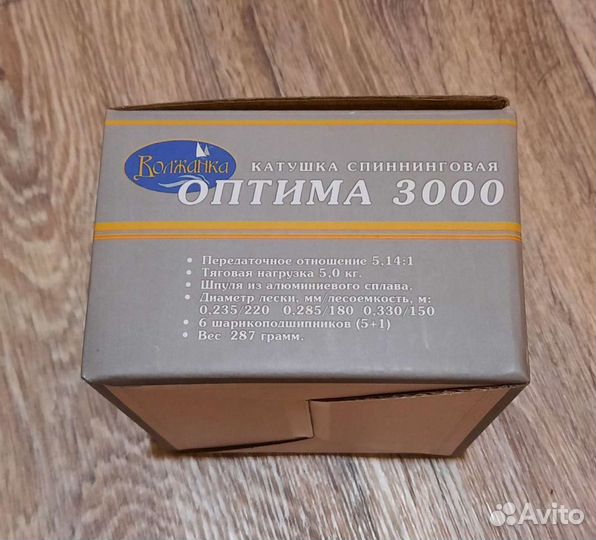 Волжанка
КАТУШКА СПИННИНГОВАЯ
ОПТИМА 3000
• Передаточное отношение 5,14:1
• Тяговая нагрузка 5,0 кг.
• Шпуля из алюминиевого сплава.
• Диаметр лески, мм/лесоемкость, м:
0,235/220 0,285/180 0,330/150
• 6 шарикоподшипников (5+1)
• Вес 287 грамм.
Avito